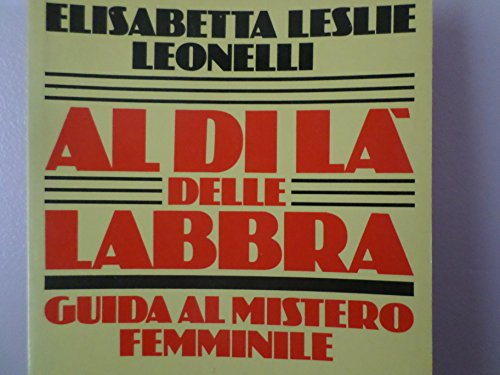 ELISABETTA LESLIE
LEONELLI
AL DI LÀ
DELLE
LABBRA
GUIDA AL MISTERO
FEMMINILE